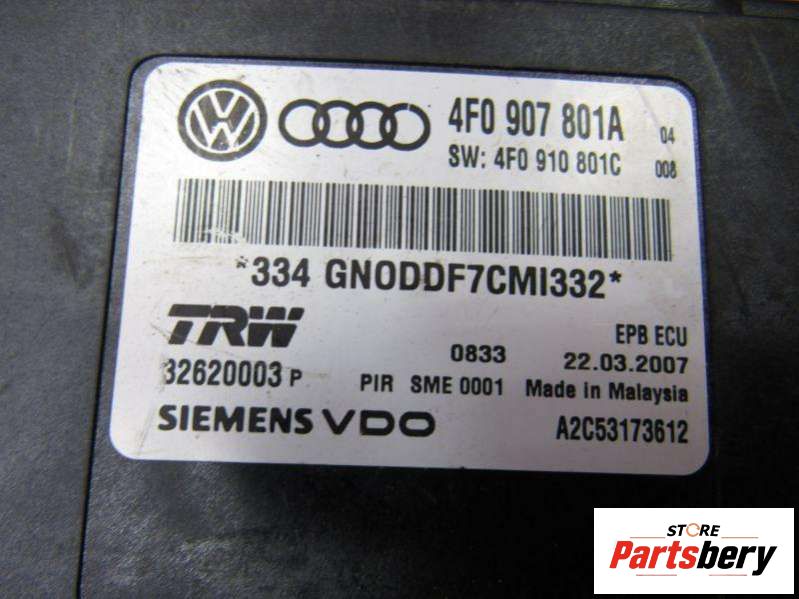 4F0 907 801A 04
SW: 4F0 910 801C 008
*334 GNODDF7CMI332*
TRW EPB ECU
0833 22.03.2007
32620003 P PIR SME 0001 Made in Malaysia
SIEMENS VDO A2C53173612
STORE
Partsbery